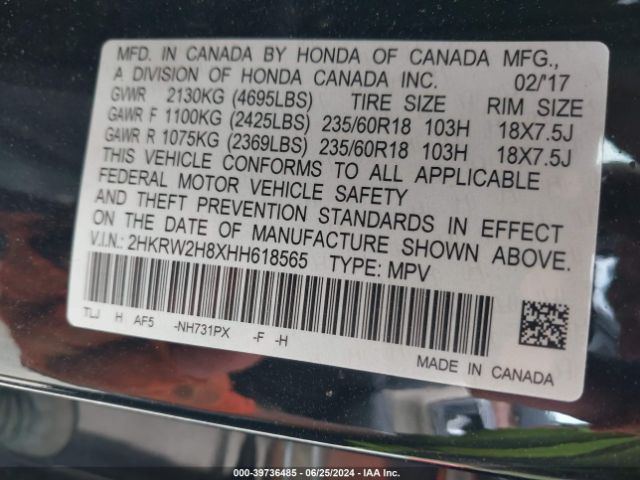 MFD. IN CANADA BY HONDA OF CANADA MFG.,
A DIVISION OF HONDA CANADA INC. 02/'17
GVWR 2130KG (4695LBS) TIRE SIZE RIM SIZE
GAWR F 1100KG (2425LBS) 235/60R18 103H 18X7.5J
GAWR R 1075KG (2369LBS) 235/60R18 103H 18X7.5J
THIS VEHICLE CONFORMS TO ALL APPLICABLE
FEDERAL MOTOR VEHICLE SAFETY
AND THEFT PREVENTION STANDARDS IN EFFECT
ON THE DATE OF MANUFACTURE SHOWN ABOVE.
V.I.N.: 2HKRW2H8XHH618565 TYPE: MPV
TLJ H AF5 -NH731PX -F -H
MADE IN CANADA
000-39736485 - 06/25/2024 - IAA Inc.